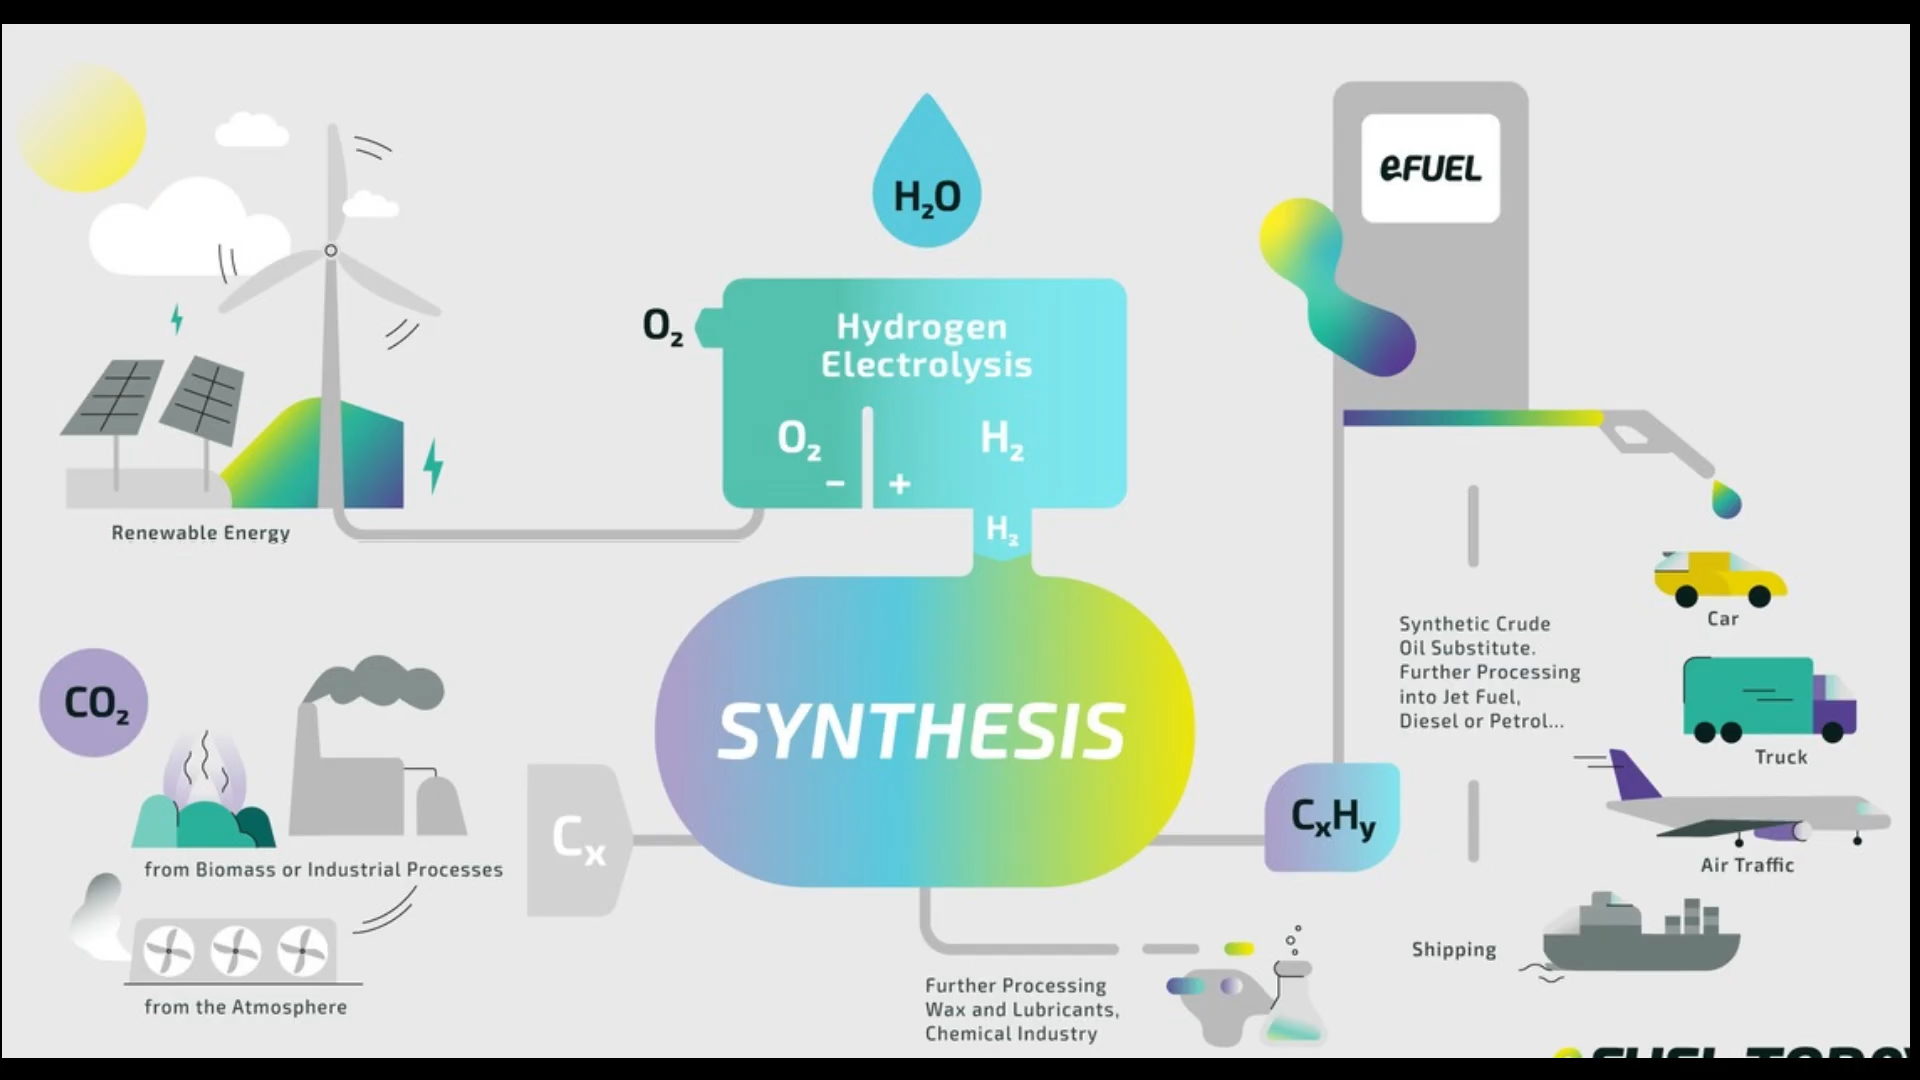 H₂O
eFUEL
O₂
Hydrogen
Electrolysis
O₂
H₂
− +
H₂
Renewable Energy
CO₂
from Biomass or Industrial Processes
from the Atmosphere
Cₓ
SYNTHESIS
CₓHᵧ
Synthetic Crude
Oil Substitute.
Further Processing
into Jet Fuel,
Diesel or Petrol...
Car
Truck
Air Traffic
Shipping
Further Processing
Wax and Lubricants,
Chemical Industry